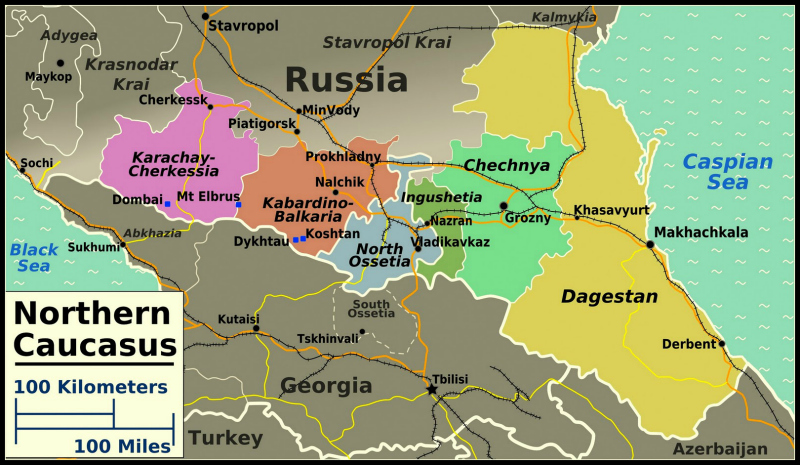 Kalmykia
Stavropol
Adygea
Stavropol Krai
Krasnodar
Krai
Maykop
Russia
Cherkessk
MinVody
Piatigorsk
Karachay-
Cherkessia
Prokhladny
Chechnya
Caspian
Sea
Sochi
Nalchik
Dombai
Mt Elbrus
Kabardino-
Balkaria
Ingushetia
Khasavyurt
Grozny
Nazran
Abkhazia
Koshtan
Dykhtau
Vladikavkaz
Makhachkala
Sukhumi
Black
Sea
North
Ossetia
Dagestan
South
Ossetia
Kutaisi
Tskhinvali
Derbent
Northern
Caucasus
100 Kilometers
100 Miles
Georgia
Tbilisi
Turkey
Azerbaijan